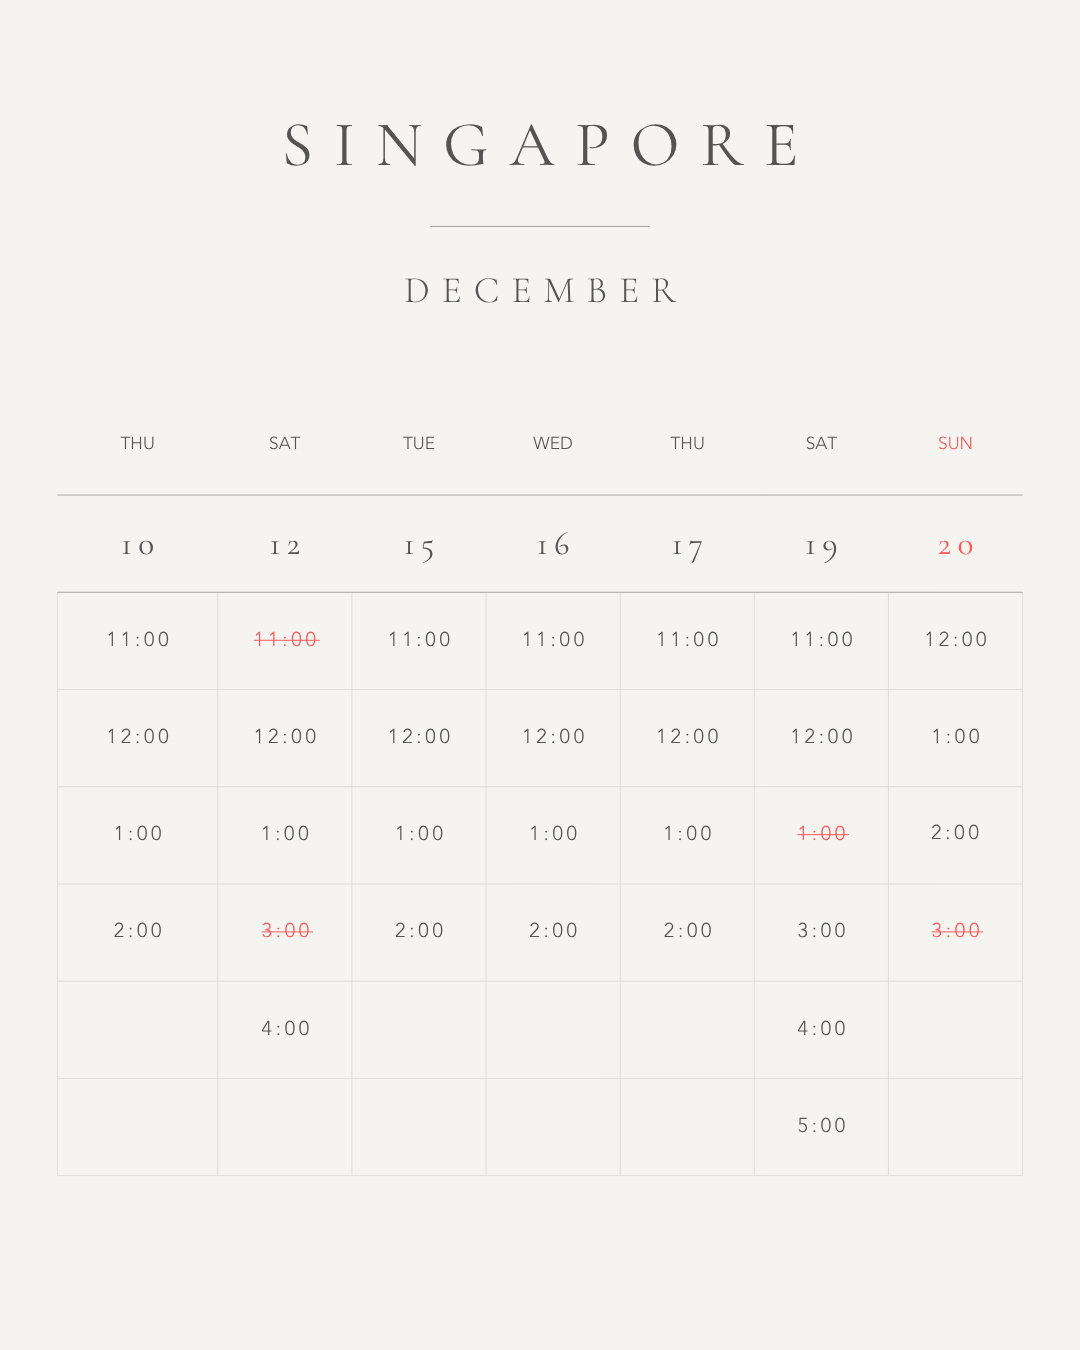 SINGAPORE
DECEMBER
THU SAT TUE WED THU SAT SUN
10 12 15 16 17 19 20
11:00 11:00 11:00 11:00 11:00 11:00 12:00
12:00 12:00 12:00 12:00 12:00 12:00 1:00
1:00 1:00 1:00 1:00 1:00 1:00 2:00
2:00 3:00 2:00 2:00 2:00 3:00 3:00
4:00 4:00
5:00